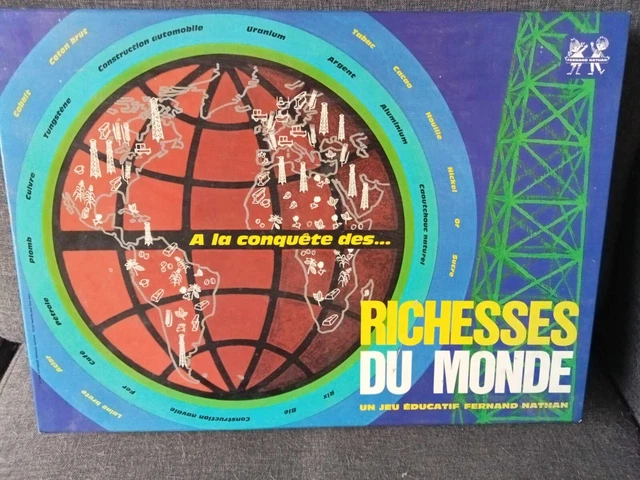 Coton brut
Cobalt
Tabac
Cacao
Houille
Nickel
Or
Sucre
Acier
Laine brute
Construction automobile
Uranium
Argent
Aluminium
Caoutchouc naturel
Tungstène
Cuivre
Plomb
Pétrole
Café
Fer
Construction navale
Blé
Riz
FERNAND NATHAN
A la conquête des...
RICHESSES
DU MONDE
UN JEU ÉDUCATIF FERNAND NATHAN